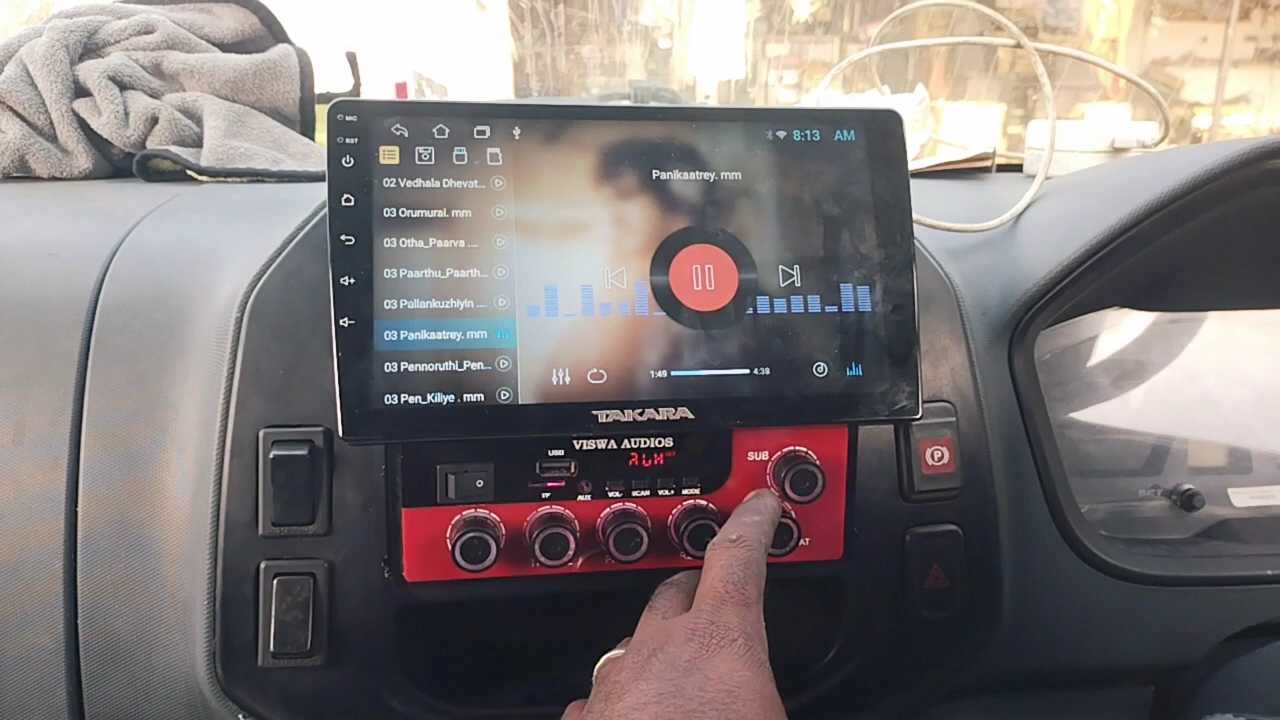 MIC
RST
8:13 AM
02 Vedhala Dhevat...
03 Orumurai. mm
03 Otha_Paarva ....
03 Paarthu_Paarth...
03 Pallankuzhiyin ...
03 Panikaatrey. mm
03 Pennoruthi_Pen...
03 Pen_Kiliye . mm
Panikaatrey. mm
1:49
4:38
TAKARA
VISWA AUDIOS
USB
SUB
AUX
VOL-
SCAN
VOL+
MODE
AT
P